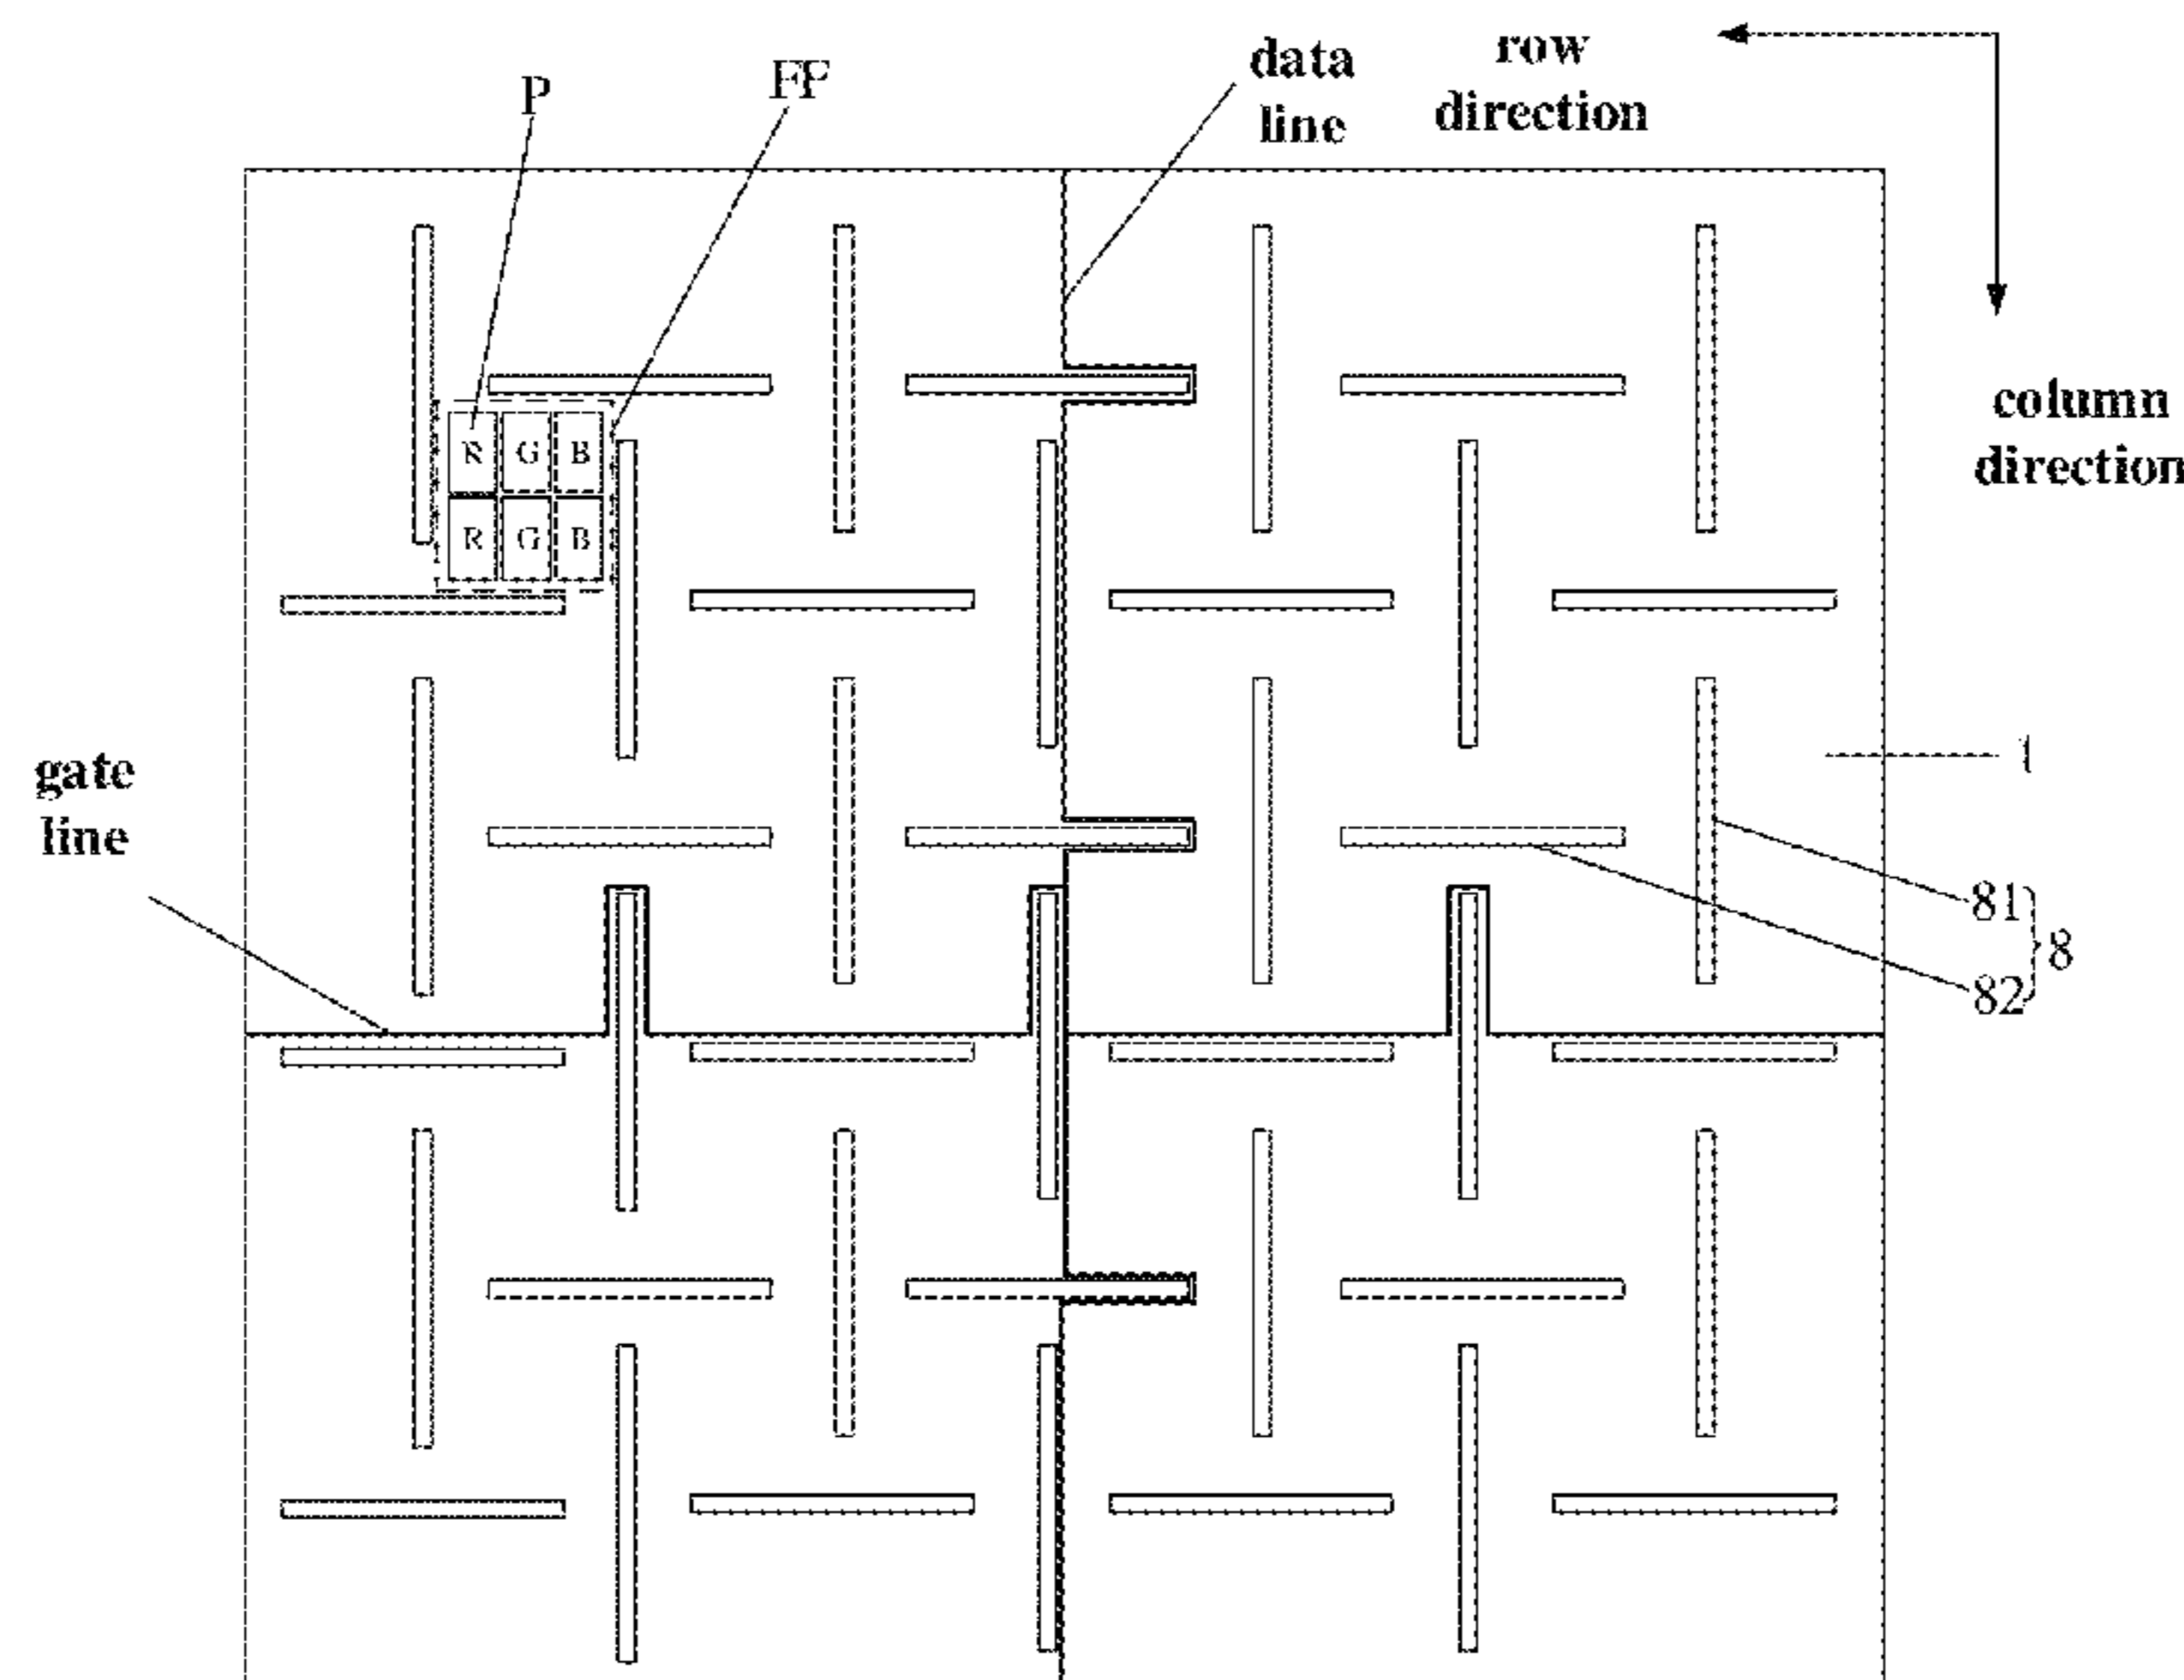 P
FF
data
line
row
direction
column
direction
R G B
R G B
gate
line
1
81
82
8